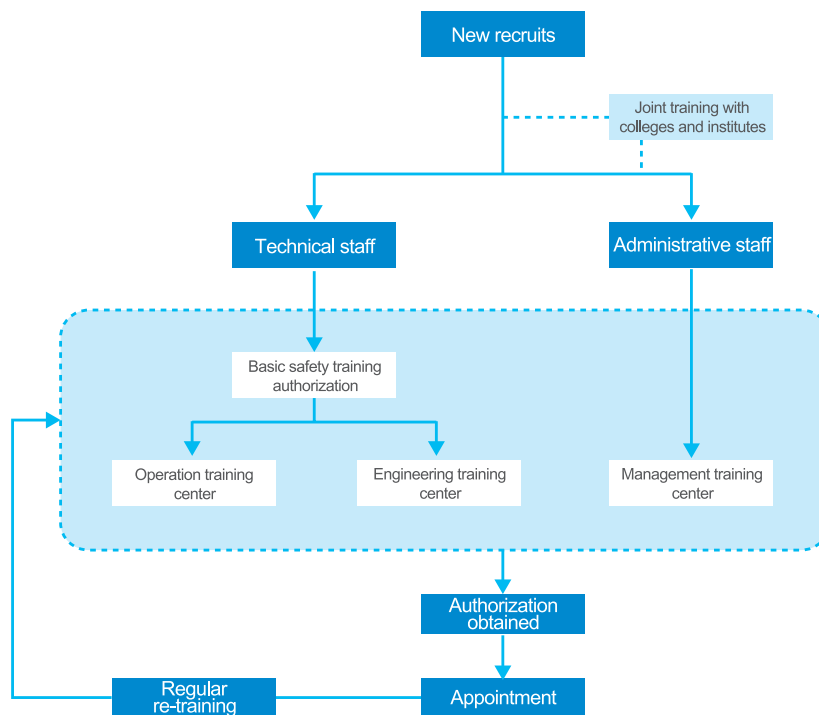 New recruits
Joint training with
colleges and institutes
Technical staff
Administrative staff
Basic safety training
authorization
Operation training
center
Engineering training
center
Management training
center
Authorization
obtained
Regular
re-training
Appointment